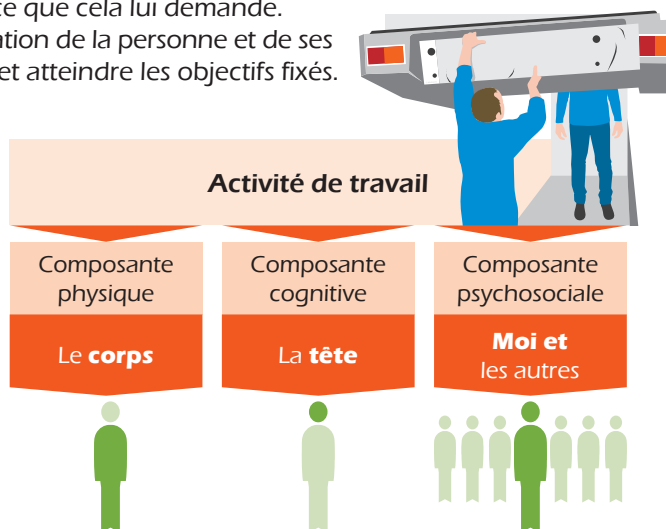 ce que cela lui demande.
ation de la personne et de ses
et atteindre les objectifs fixés.
Activité de travail
Composante
physique
Le corps
Composante
cognitive
La tête
Composante
psychosociale
Moi et
les autres